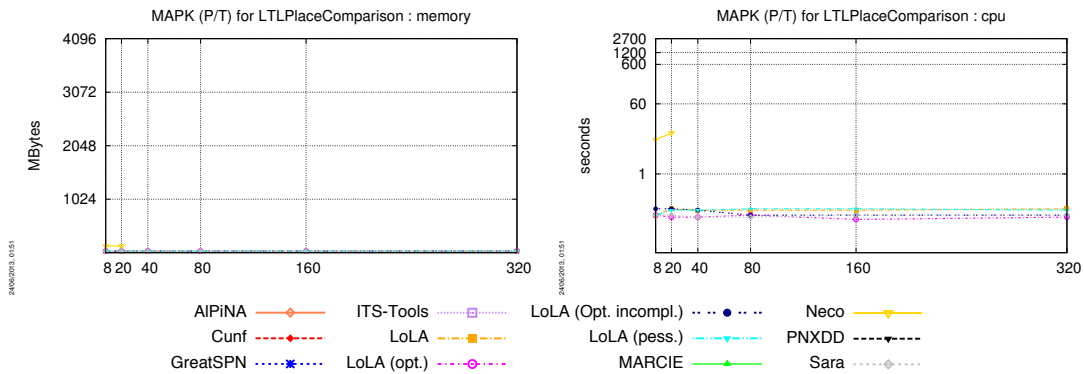 MAPK (P/T) for LTLPlaceComparison : memory
4096
3072
2048
1024
MBytes
8 20 40 80 160 320
24/06/2013, 01:51
MAPK (P/T) for LTLPlaceComparison : cpu
2700
1200
600
60
1
seconds
8 20 40 80 160 320
24/06/2013, 01:51
AlPiNA ITS-Tools LoLA (Opt. incompl.) Neco
Cunf LoLA LoLA (pess.) PNXDD
GreatSPN LoLA (opt.) MARCIE Sara